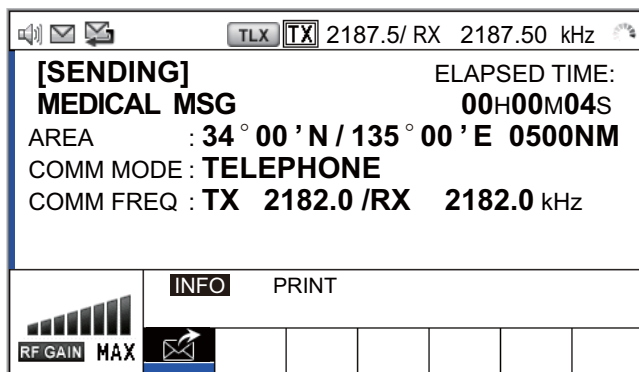 TLX TX 2187.5/ RX 2187.50 kHz
[SENDING] ELAPSED TIME:
MEDICAL MSG 00H00M04S
AREA : 34°00 ’ N / 135°00 ’ E 0500NM
COMM MODE : TELEPHONE
COMM FREQ : TX 2182.0 /RX 2182.0 kHz
INFO PRINT
RF GAIN MAX